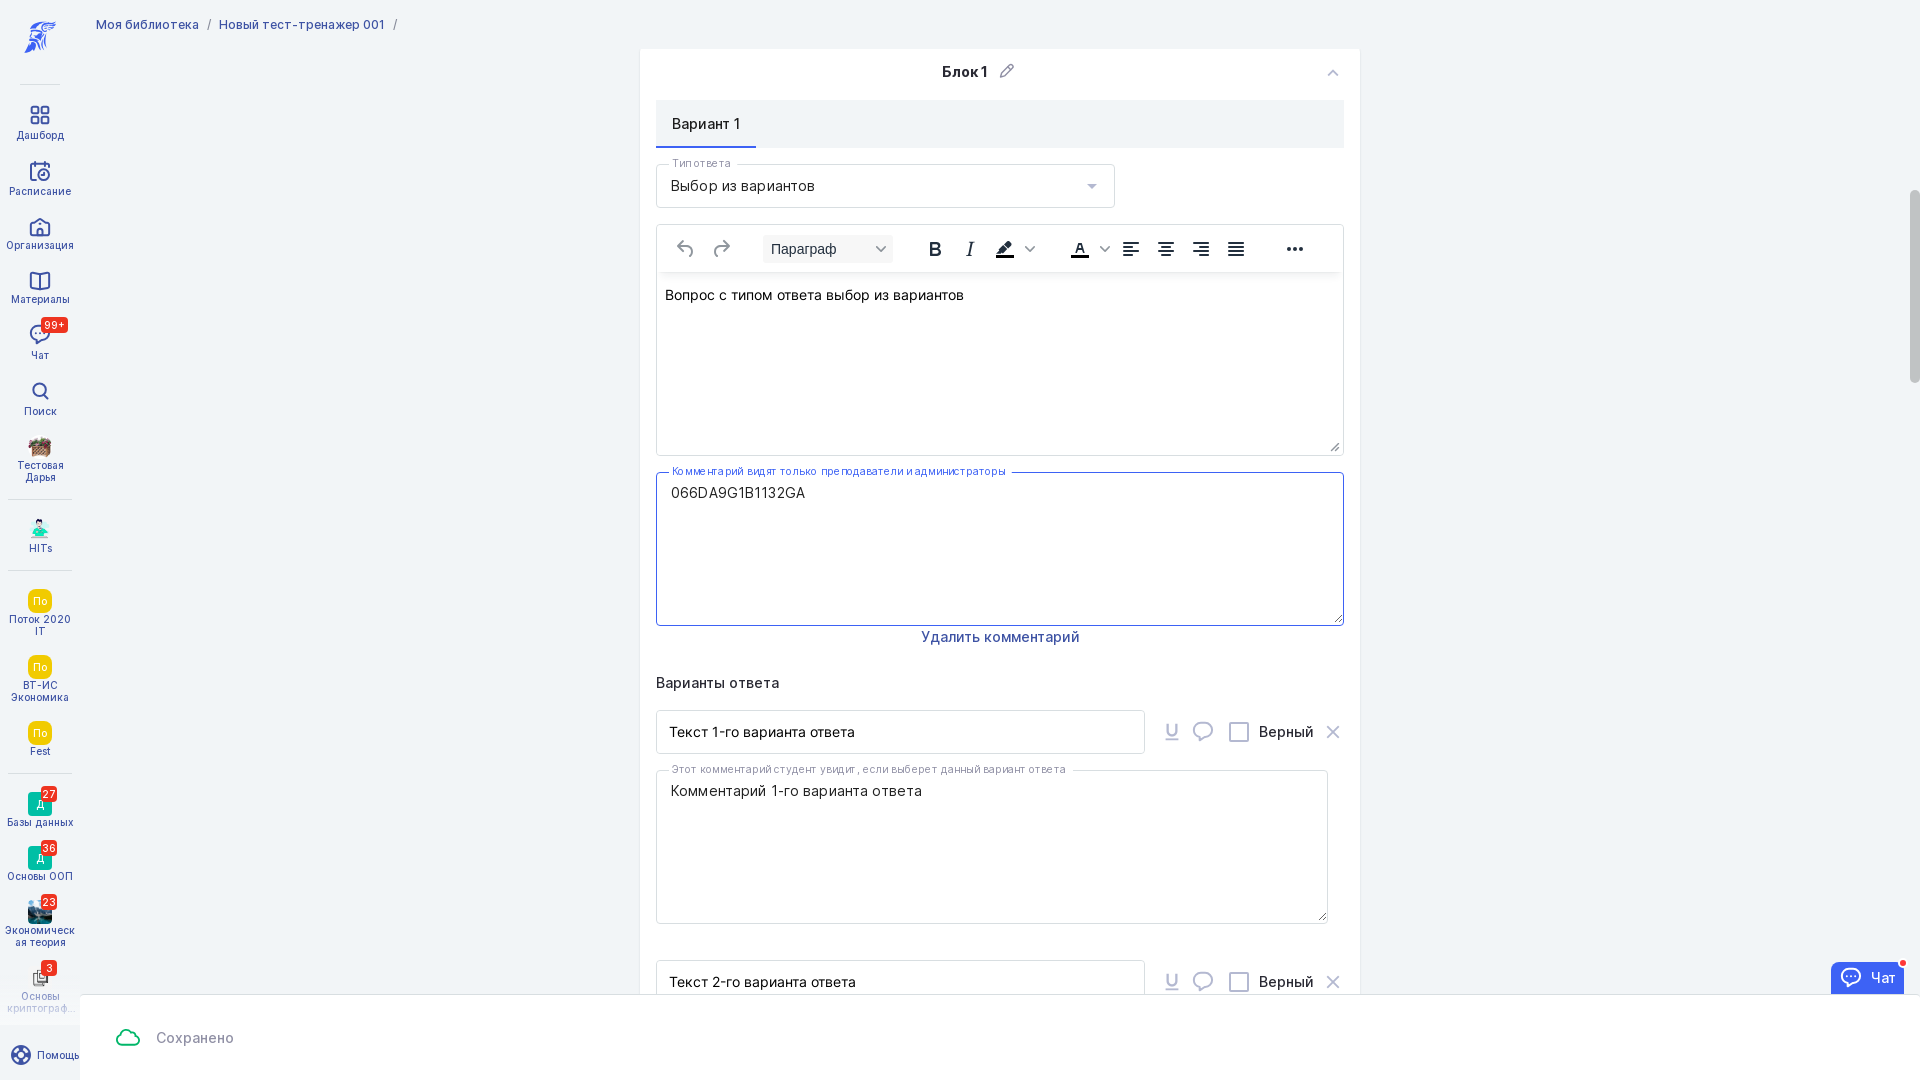 Моя библиотека / Новый тест-тренажер 001 /
Дашборд
Расписание
Организация
Материалы
99+
Чат
Поиск
Тестовая
Дарья
HITs
По
Поток 2020
IT
По
ВТ-ИС
Экономика
По
Fest
27
Д
Базы данных
36
Д
Основы ООП
23
Экономическ
ая теория
3
Основы
криптограф...
Помощь
Блок 1
Вариант 1
Тип ответа
Выбор из вариантов
Параграф
Вопрос с типом ответа выбор из вариантов
Комментарий видят только преподаватели и администраторы
066DA9G1B1132GA
Удалить комментарий
Варианты ответа
Текст 1-го варианта ответа
Верный
Этот комментарий студент увидит, если выберет данный вариант ответа
Комментарий 1-го варианта ответа
Текст 2-го варианта ответа
Верный
Чат
Сохранено